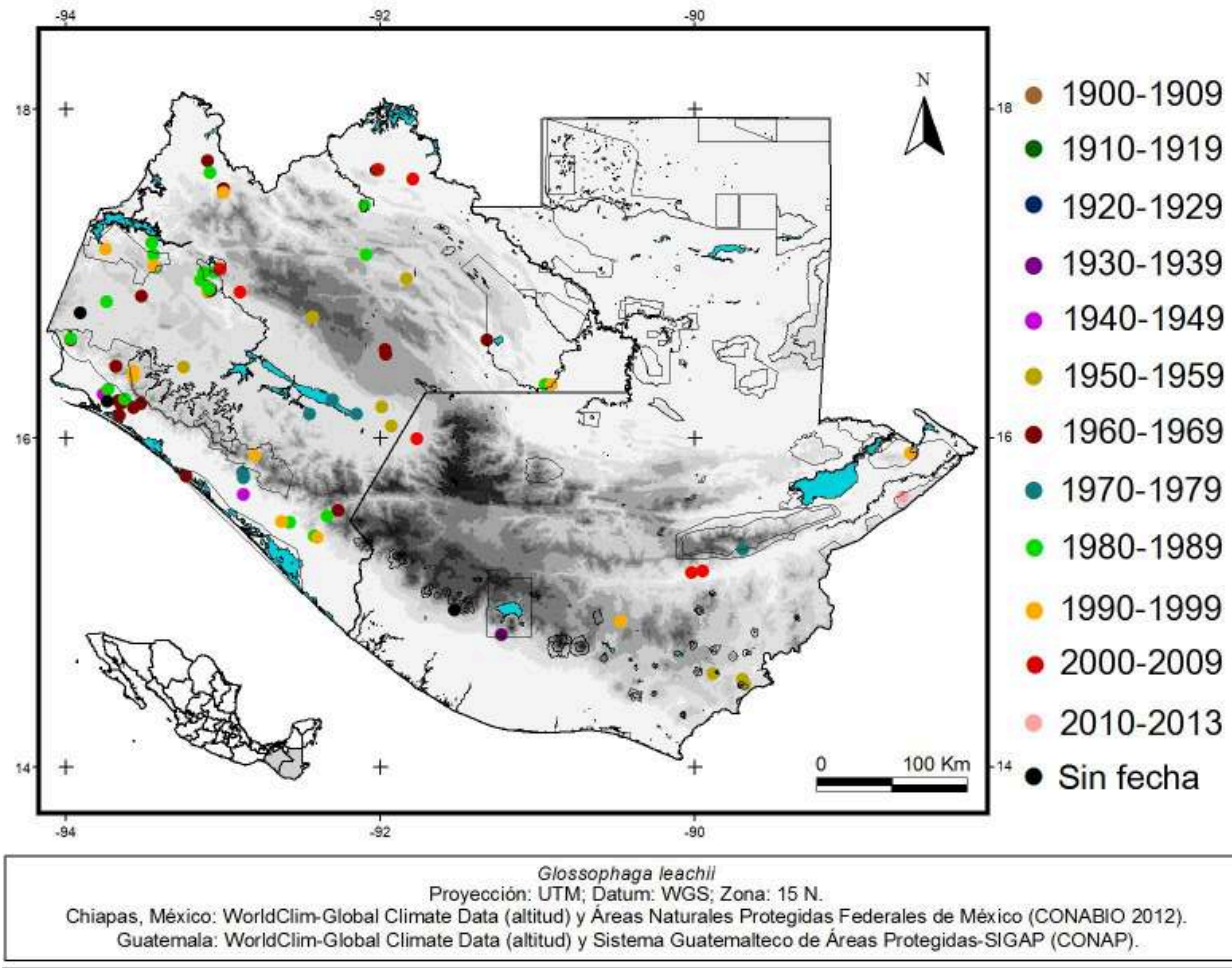 -94 -92 -90
N
18 18
16 16
14 14
0 100 Km
-94 -92 -90
1900-1909
1910-1919
1920-1929
1930-1939
1940-1949
1950-1959
1960-1969
1970-1979
1980-1989
1990-1999
2000-2009
2010-2013
Sin fecha
Glossophaga leachii
Proyección: UTM; Datum: WGS; Zona: 15 N.
Chiapas, México: WorldClim-Global Climate Data (altitud) y Áreas Naturales Protegidas Federales de México (CONABIO 2012).
Guatemala: WorldClim-Global Climate Data (altitud) y Sistema Guatemalteco de Áreas Protegidas-SIGAP (CONAP).